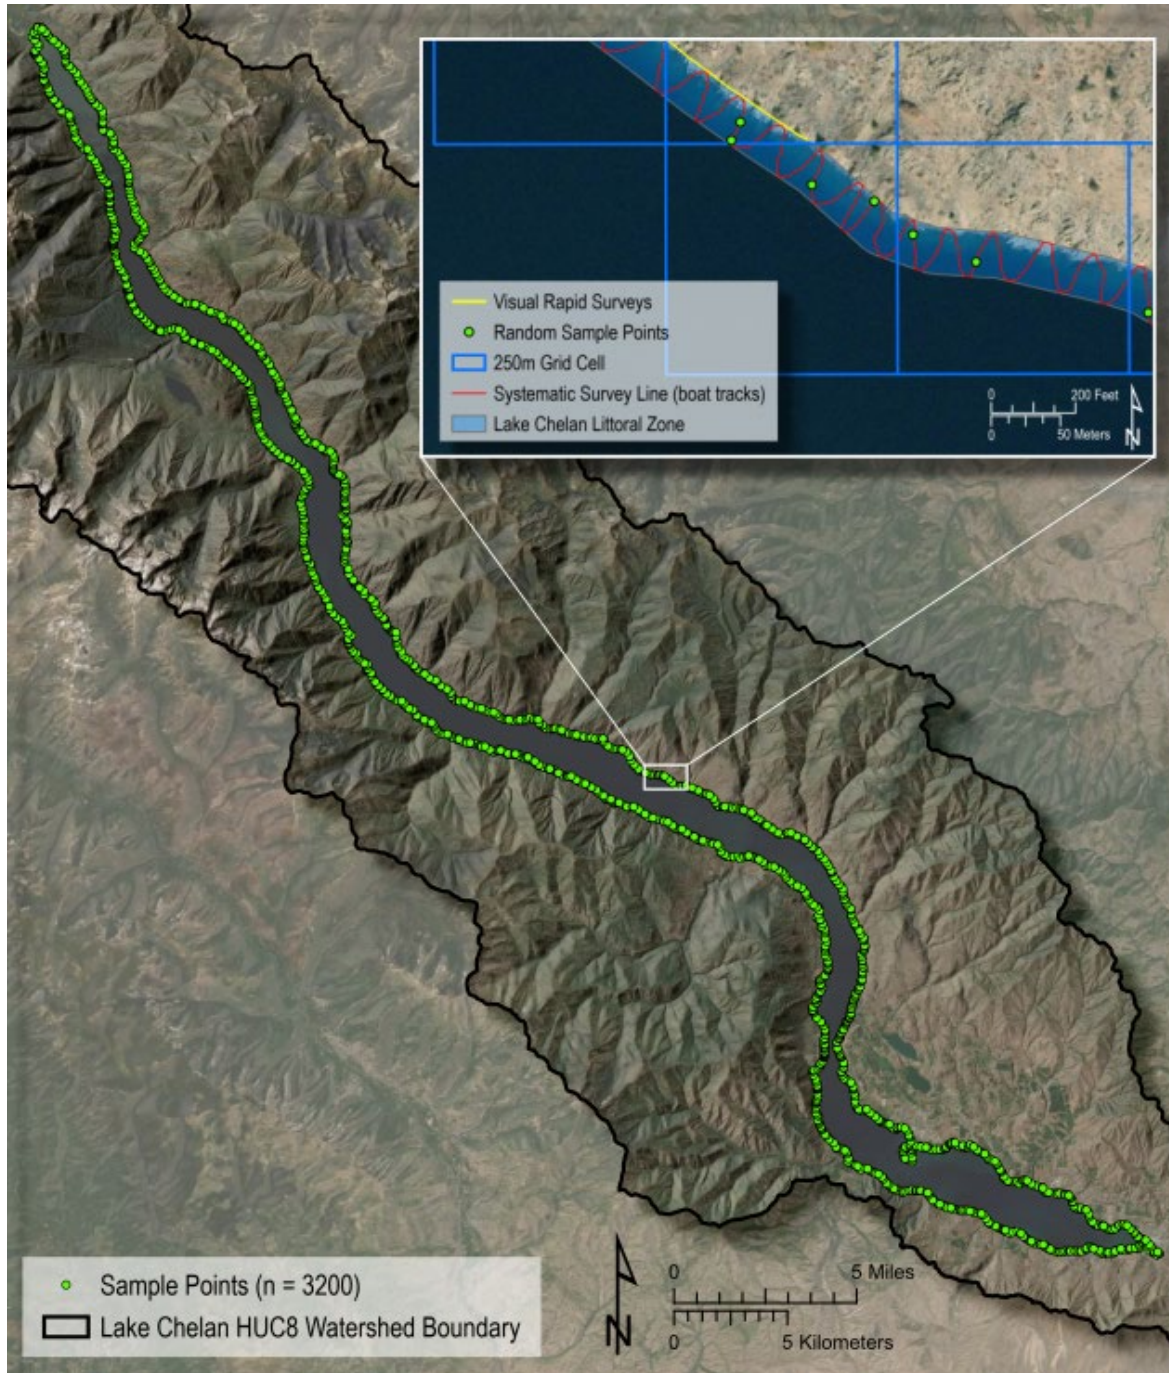 Visual Rapid Surveys
Random Sample Points
250m Grid Cell
Systematic Survey Line (boat tracks)
Lake Chelan Littoral Zone
0 200 Feet
0 50 Meters
N
Sample Points (n = 3200)
Lake Chelan HUC8 Watershed Boundary
N
0 5 Miles
0 5 Kilometers